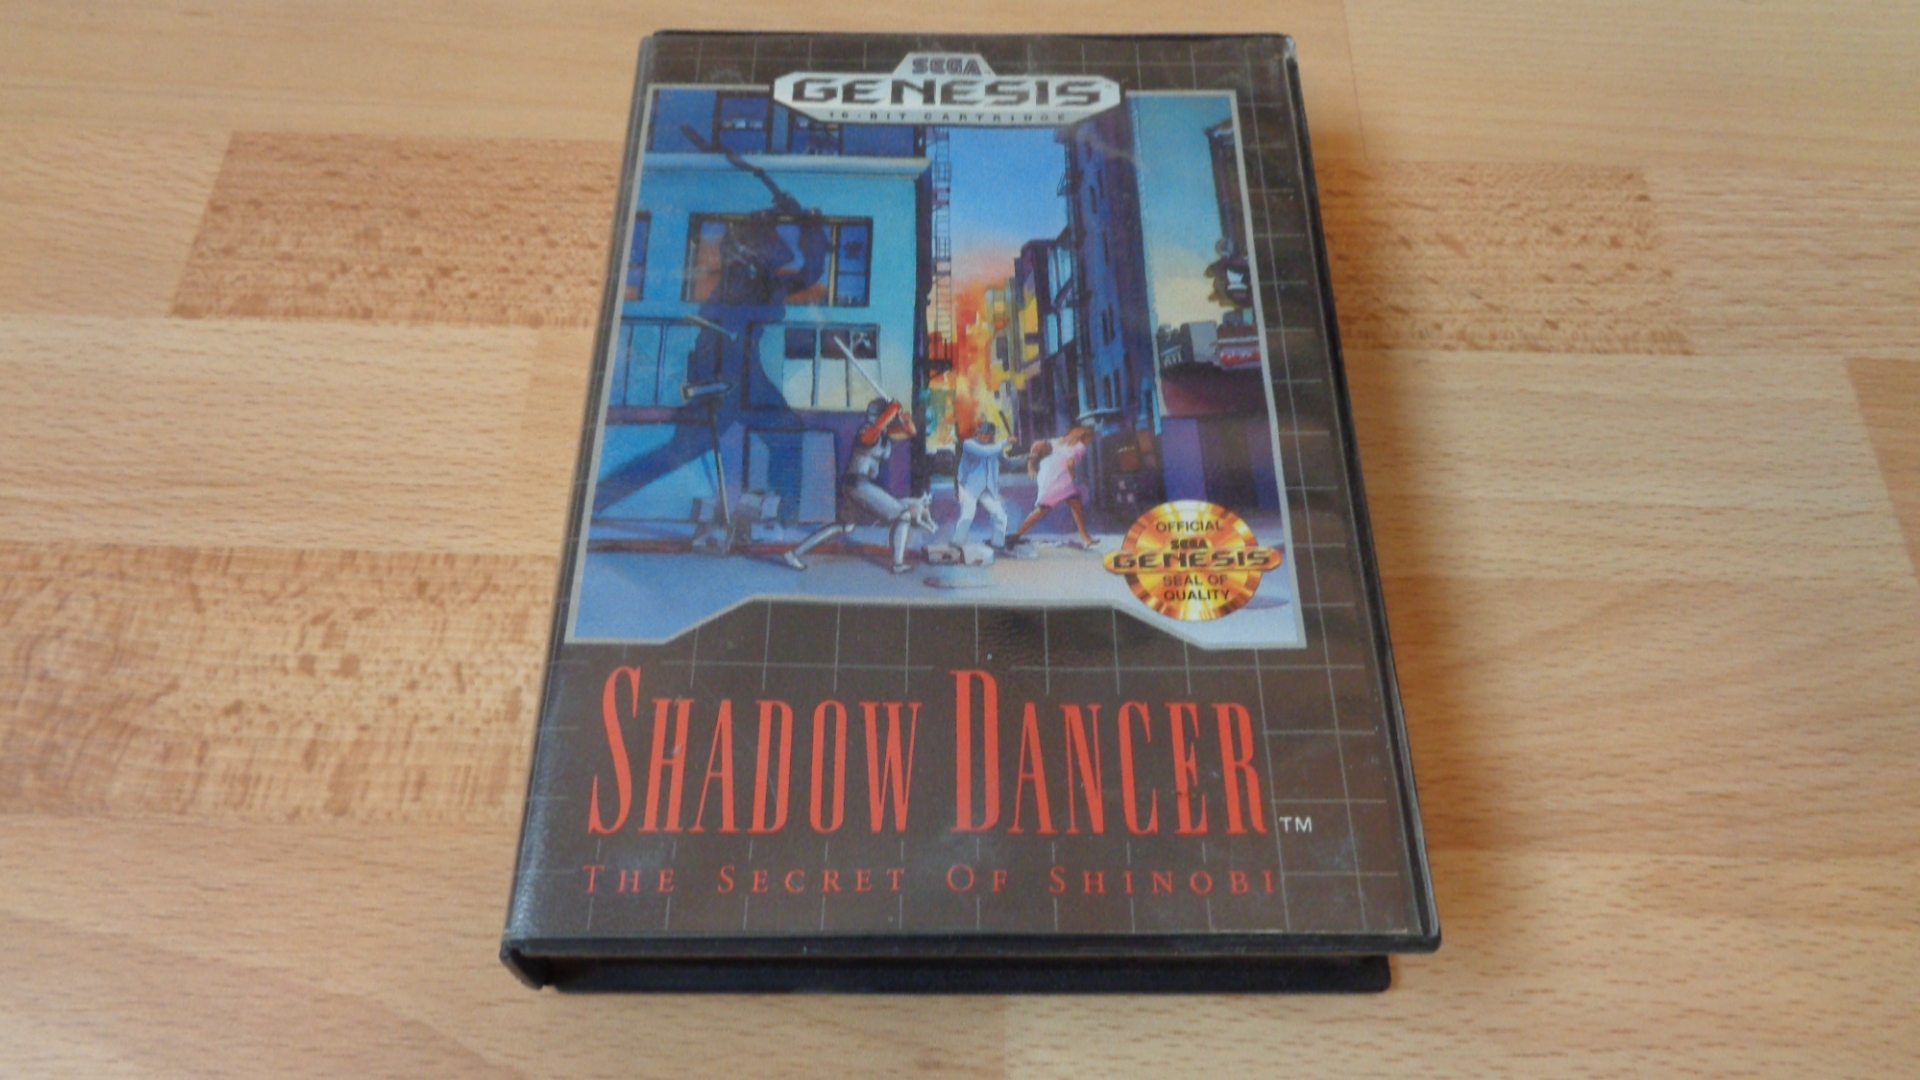 SEGA
GENESIS
16-BIT CARTRIDGE
OFFICIAL
SEGA
GENESIS
SEAL OF
QUALITY
SHADOW DANCER TM
THE SECRET OF SHINOBI